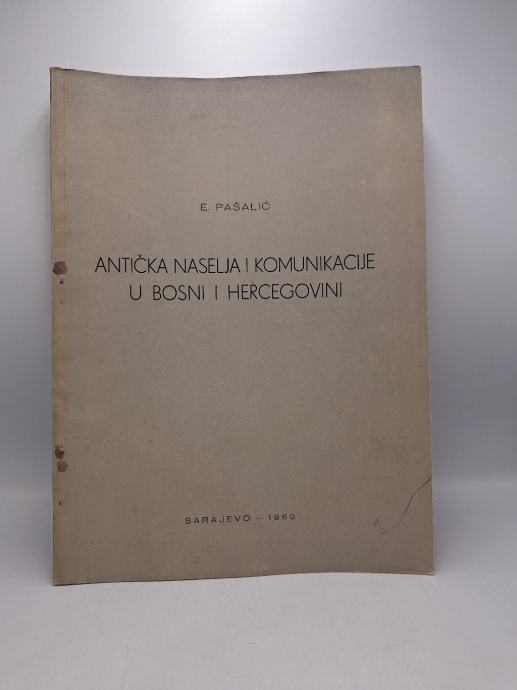 E. PAŠALIĆ
ANTIČKA NASELJA I KOMUNIKACIJE
U BOSNI I HERCEGOVINI
SARAJEVO – 1960